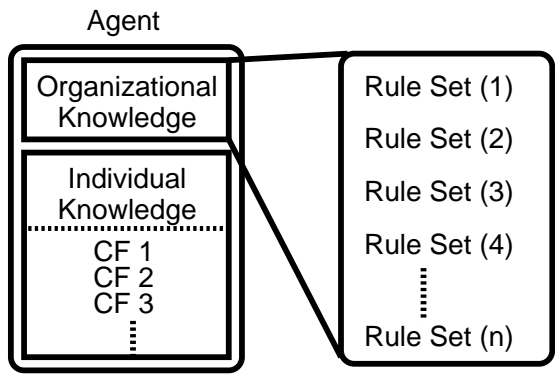 Agent
Organizational
Knowledge
Individual
Knowledge
CF 1
CF 2
CF 3
Rule Set (1)
Rule Set (2)
Rule Set (3)
Rule Set (4)
Rule Set (n)